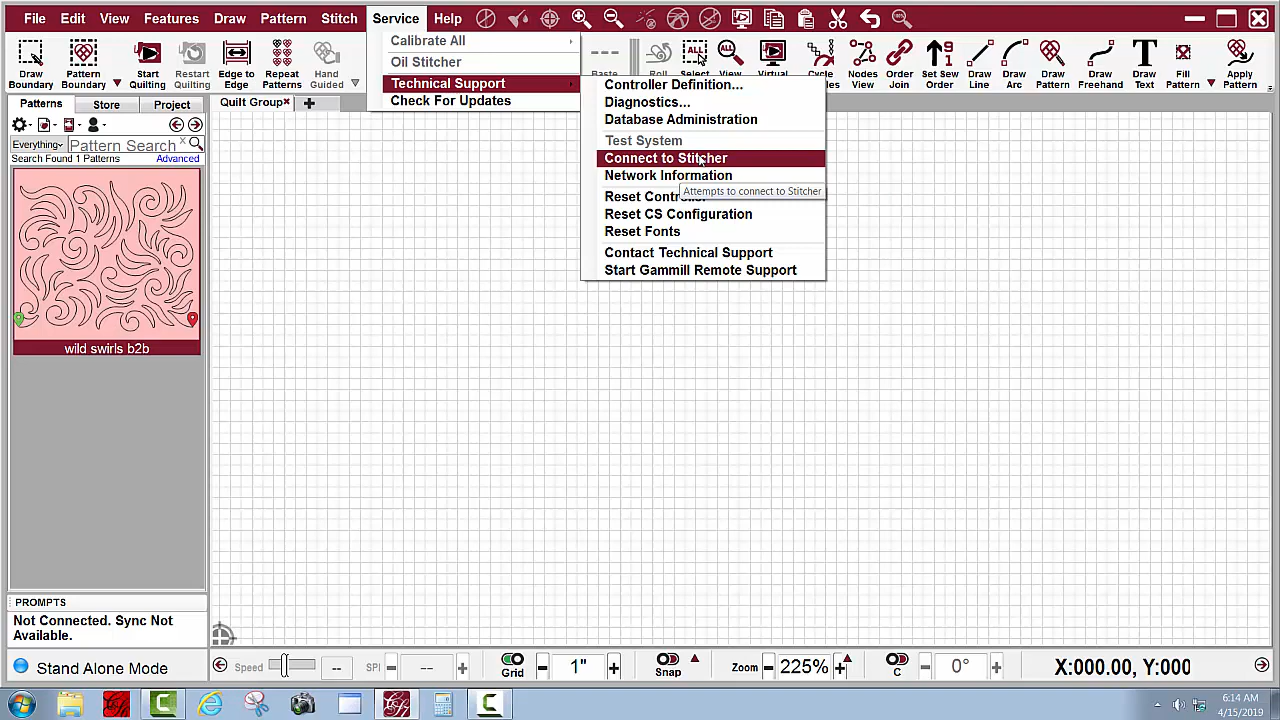 File Edit View Features Draw Pattern Stitch Service Help
Draw Boundary
Pattern Boundary
Start Quilting
Restart Quilting
Edge to Edge
Repeat Patterns
Hand Guided
Virtual
Nodes View
Order Join
Set Sew Order
Draw Line
Draw Arc
Draw Pattern
Draw Freehand
Draw Text
Fill Pattern
Apply Pattern
Calibrate All
Oil Stitcher
Technical Support
Check For Updates
Controller Definition...
Diagnostics...
Database Administration
Test System
Connect to Stitcher
Network Information
Attempts to connect to Stitcher
Reset Controller
Reset CS Configuration
Reset Fonts
Contact Technical Support
Start Gammill Remote Support
Patterns Store Project
Quilt Group
Everything Pattern Search
Search Found 1 Patterns Advanced
wild swirls b2b
PROMPTS
Not Connected. Sync Not
Available.
Stand Alone Mode
Speed -- SPI -- Grid 1" Snap Zoom 225% C 0° X:000.00, Y:000
6:14 AM
4/15/2019